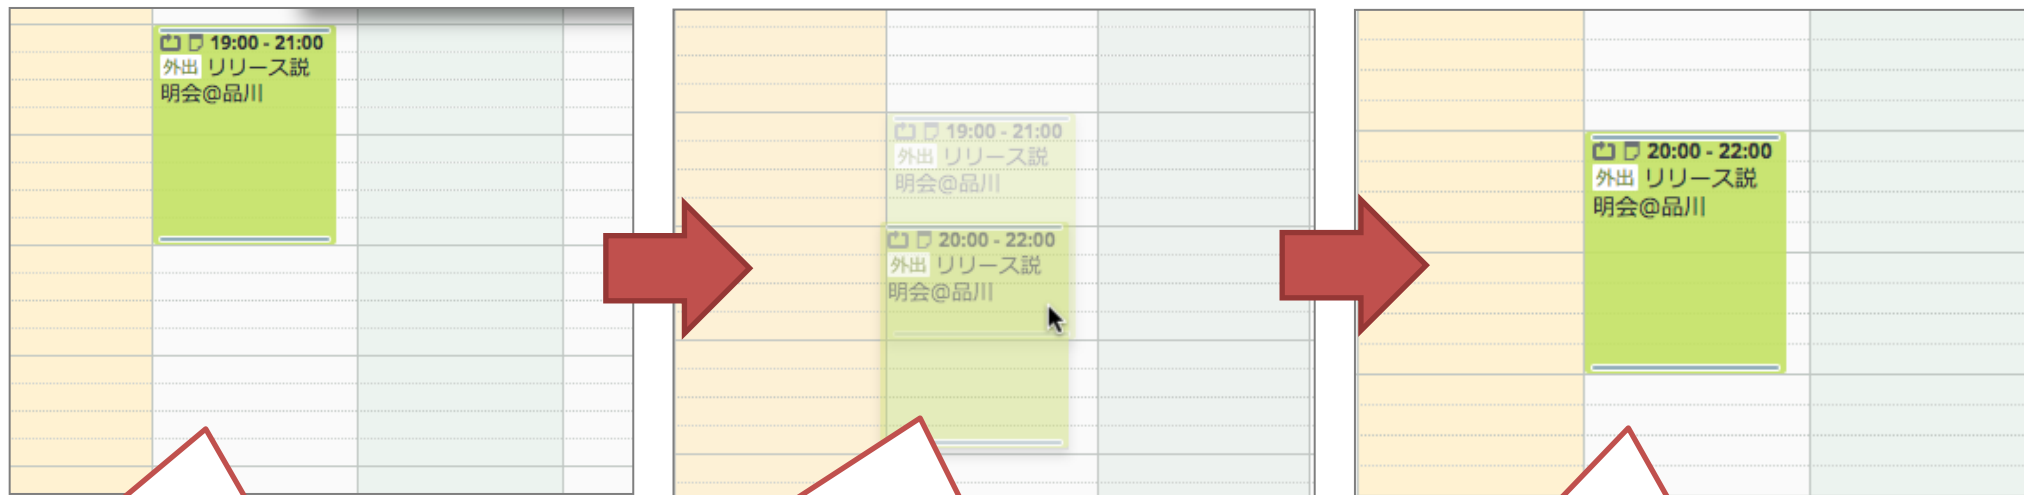 19:00 - 21:00
外出 リリース説
明会@品川
19:00 - 21:00
外出 リリース説
明会@品川
20:00 - 22:00
外出 リリース説
明会@品川
20:00 - 22:00
外出 リリース説
明会@品川